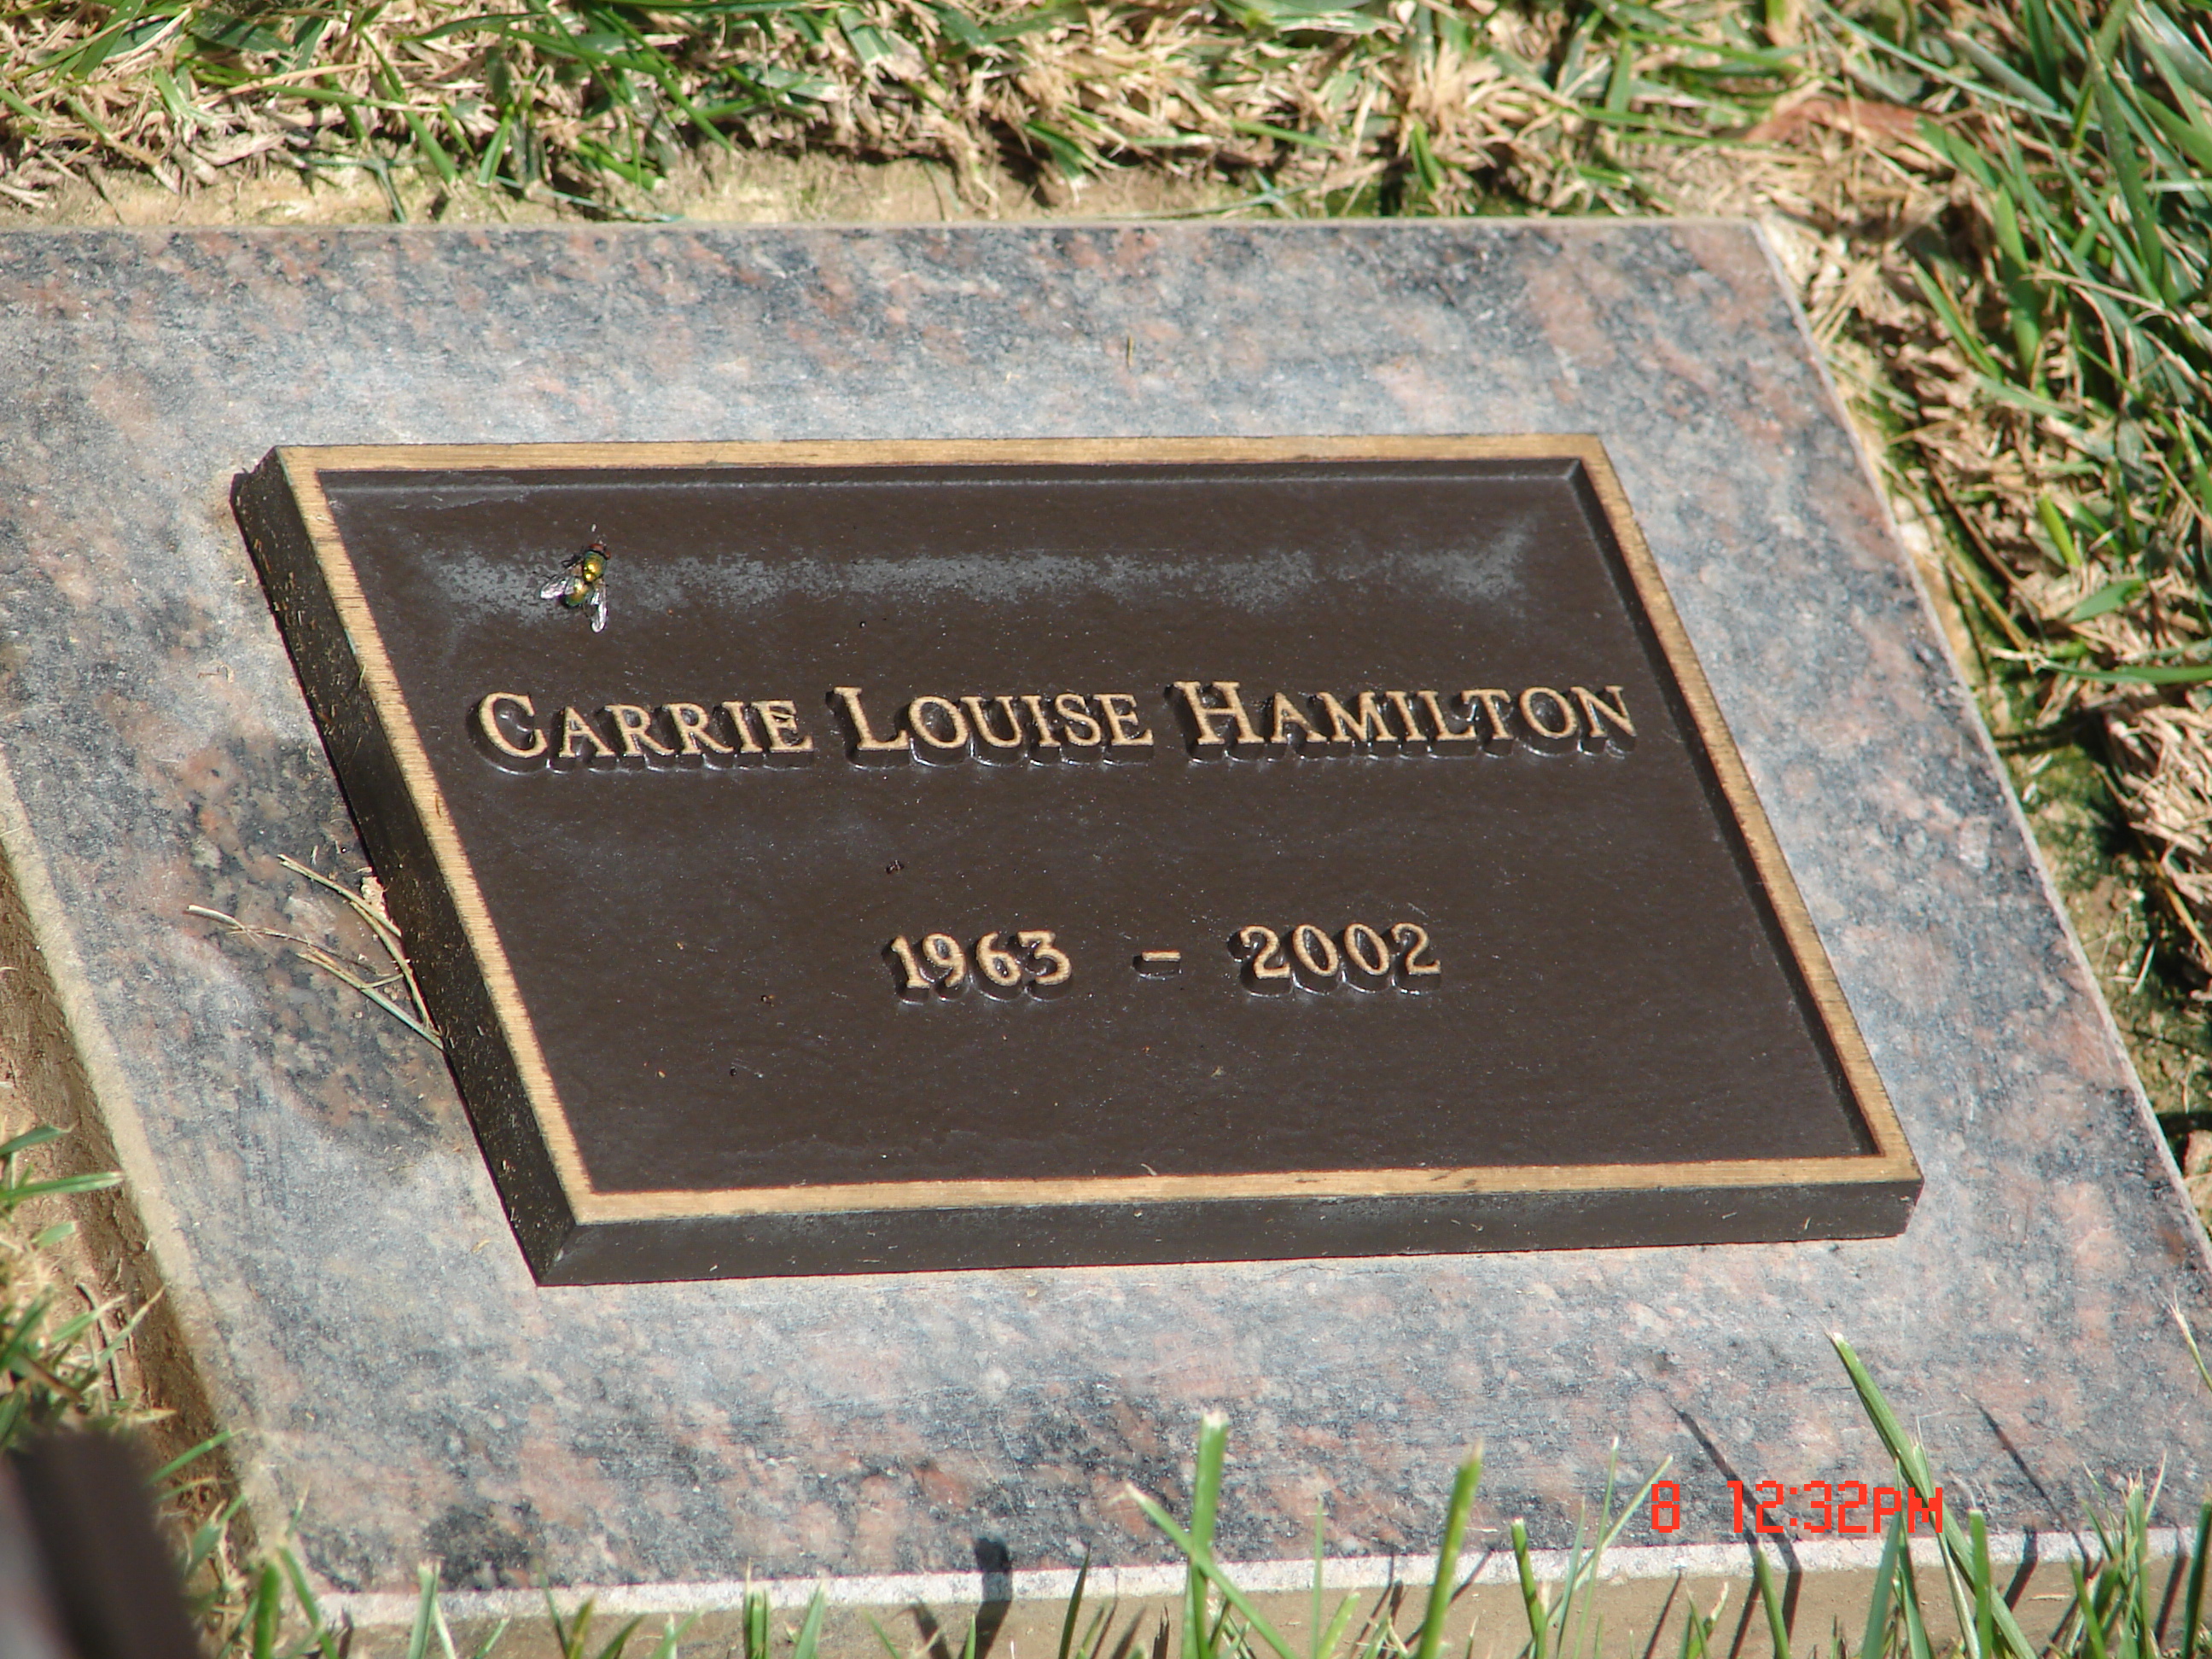 CARRIE LOUISE HAMILTON
1963 - 2002
8 12:32PM